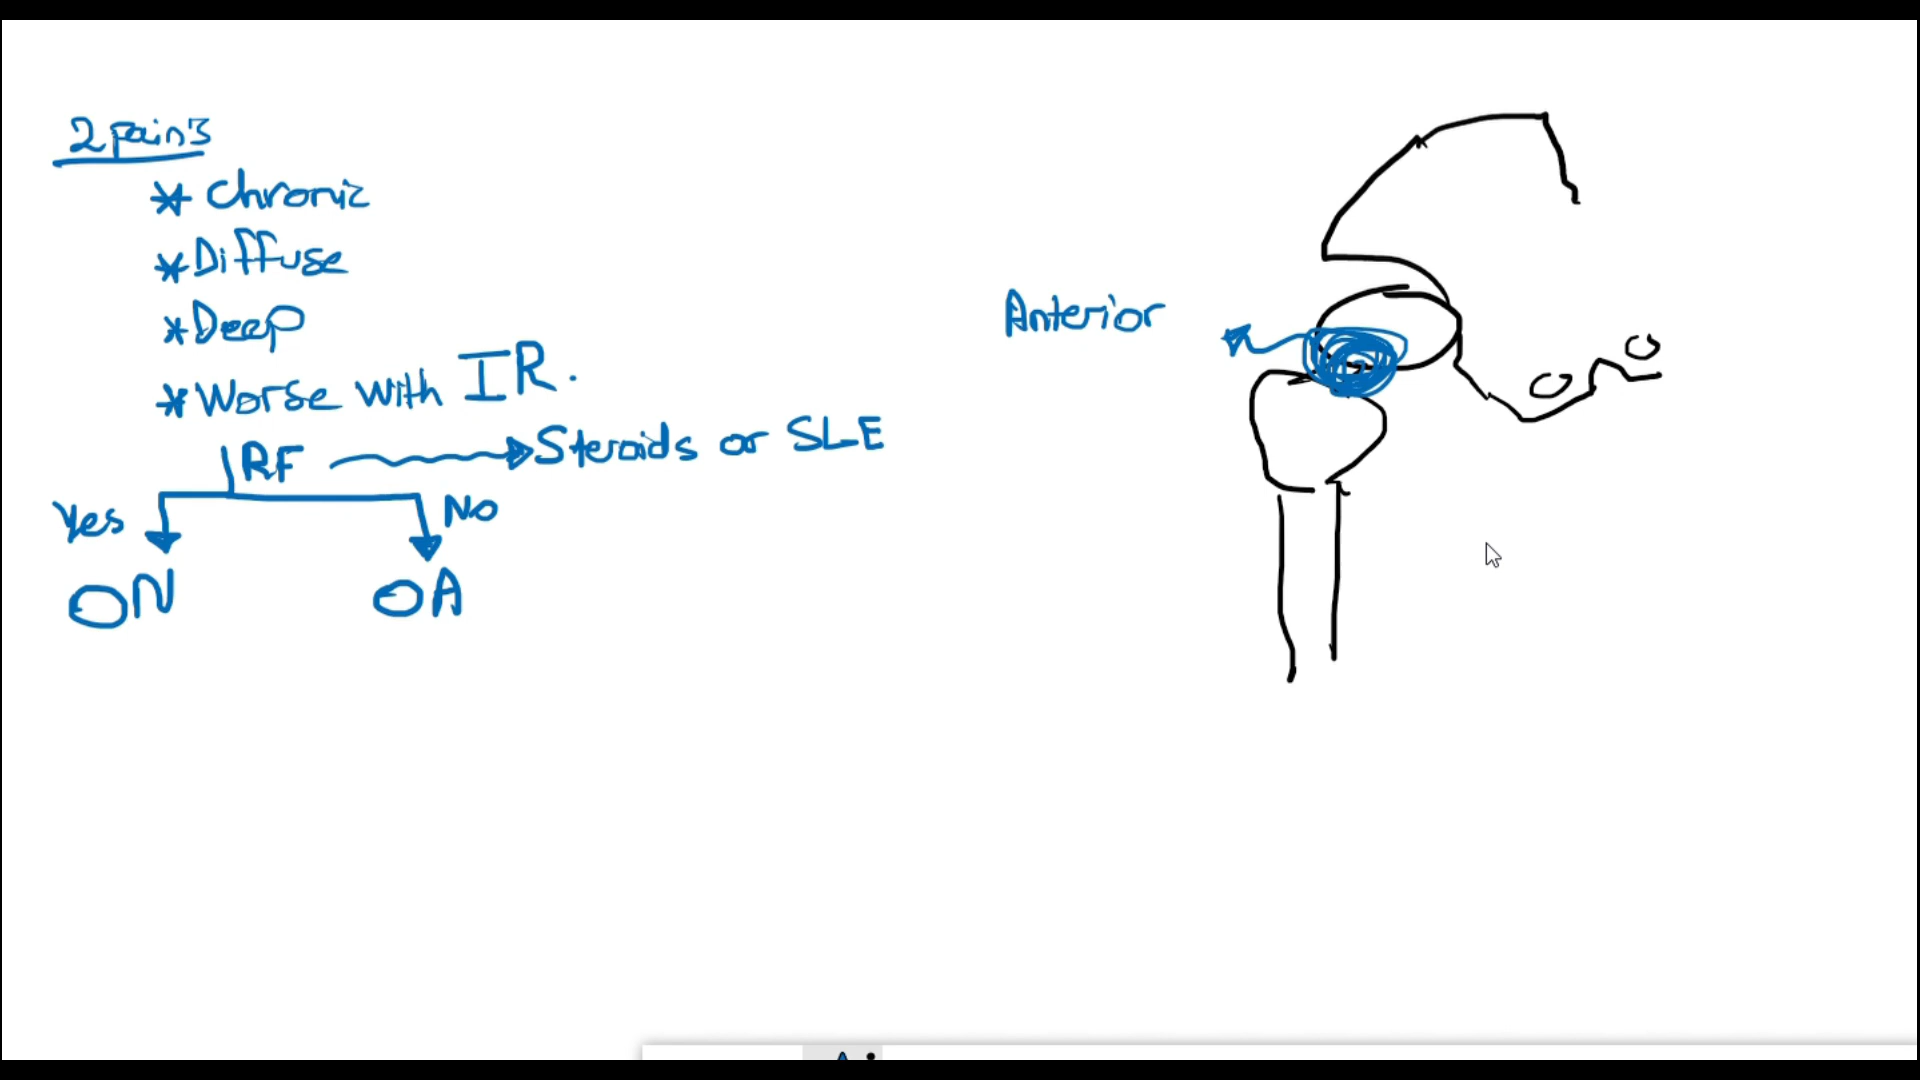 2 pains
* Chronic
* Diffuse
* Deep
* Worse with IR.
RF → Steroids or SLE
Yes
No
ON
OA
Anterior